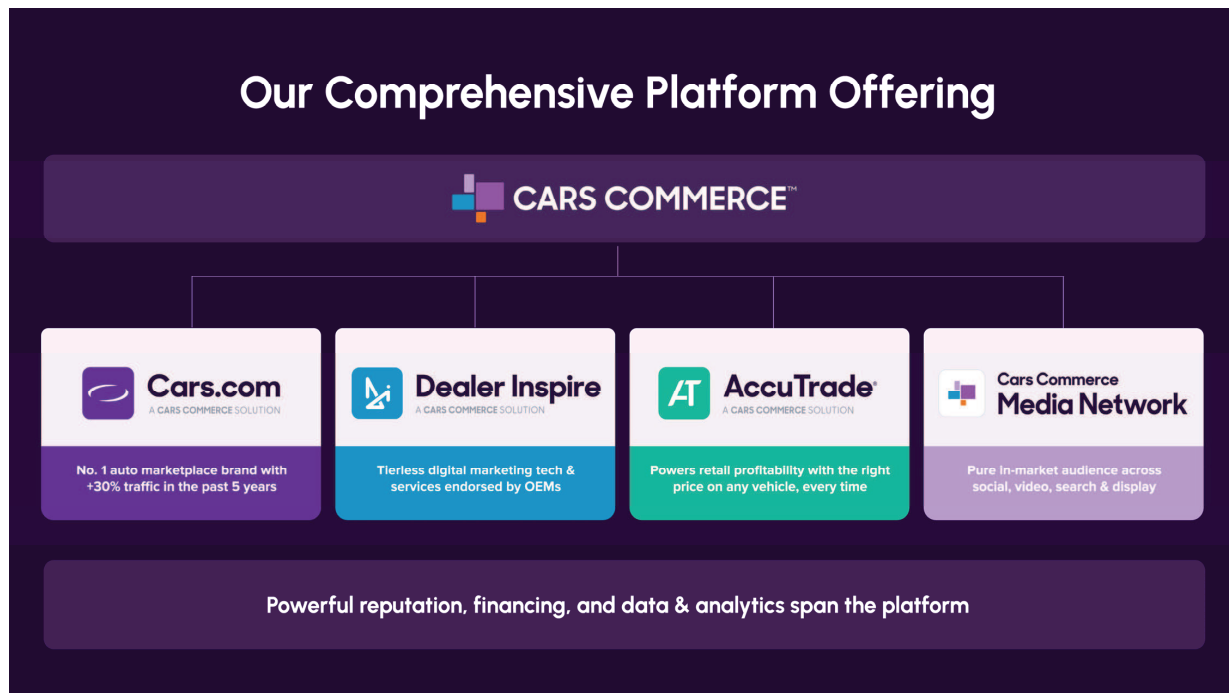 Our Comprehensive Platform Offering
CARS COMMERCE™
Cars.com
A CARS COMMERCE SOLUTION
No. 1 auto marketplace brand with
+30% traffic in the past 5 years
Dealer Inspire
A CARS COMMERCE SOLUTION
Tierless digital marketing tech &
services endorsed by OEMs
AT
AccuTrade®
A CARS COMMERCE SOLUTION
Powers retail profitability with the right
price on any vehicle, every time
Cars Commerce
Media Network
Pure in-market audience across
social, video, search & display
Powerful reputation, financing, and data & analytics span the platform